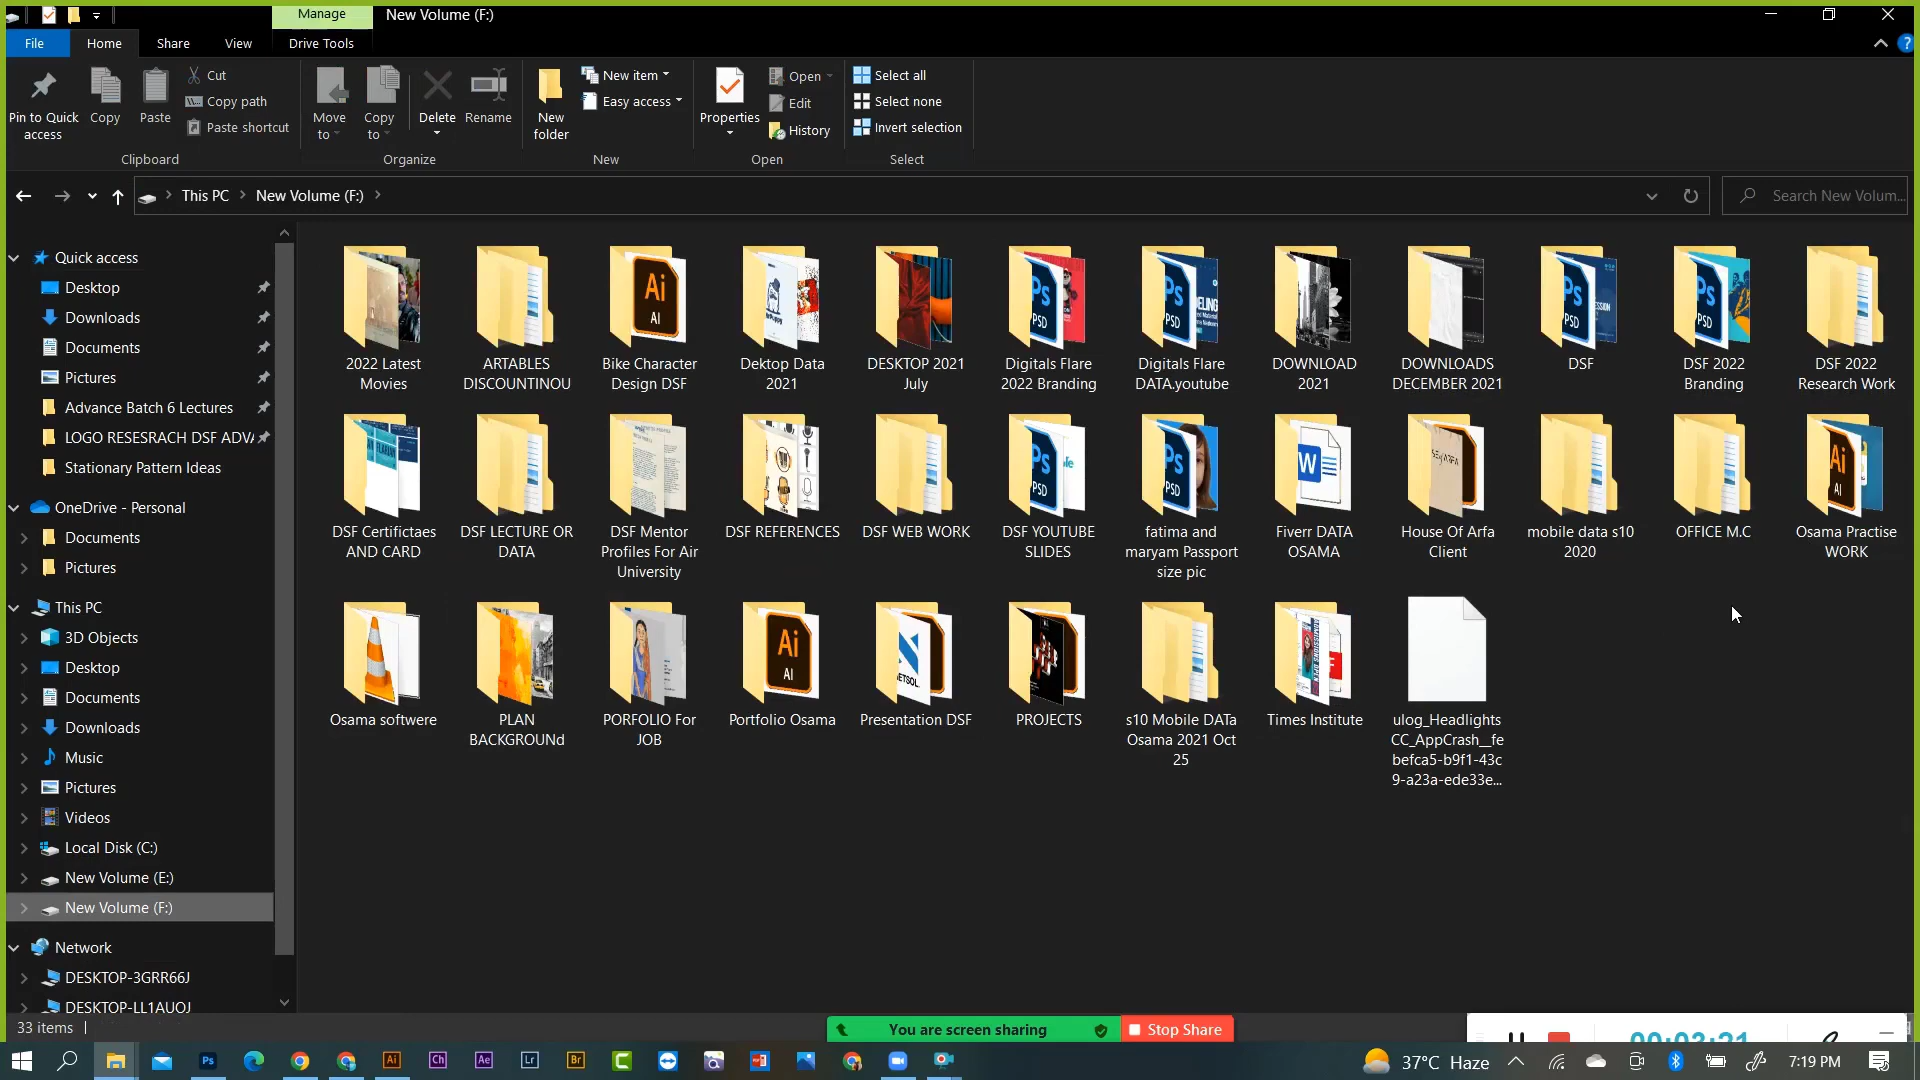 Manage
New Volume (F:)
File
Home
Share
View
Drive Tools
Pin to Quick access
Copy
Paste
Cut
Copy path
Paste shortcut
Move to
Copy to
Delete
Rename
New folder
New item
Easy access
Properties
Open
Edit
History
Select all
Select none
Invert selection
Clipboard
Organize
New
Open
Select
This PC
New Volume (F:)
Search New Volum...
Quick access
Desktop
Downloads
Documents
Pictures
Advance Batch 6 Lectures
LOGO RESESRACH DSF ADV
Stationary Pattern Ideas
OneDrive - Personal
Documents
Pictures
This PC
3D Objects
Desktop
Documents
Downloads
Music
Pictures
Videos
Local Disk (C:)
New Volume (E:)
New Volume (F:)
Network
DESKTOP-3GRR66J
DESKTOP-LL1AUOJ
2022 Latest
Movies
ARTABLES
DISCOUNTINOU
Bike Character
Design DSF
Dektop Data
2021
DESKTOP 2021
July
Digitals Flare
2022 Branding
Digitals Flare
DATA.youtube
DOWNLOAD
2021
DOWNLOADS
DECEMBER 2021
DSF
DSF 2022
Branding
DSF 2022
Research Work
DSF Certifictaes
AND CARD
DSF LECTURE OR
DATA
DSF Mentor
Profiles For Air
University
DSF REFERENCES
DSF WEB WORK
DSF YOUTUBE
SLIDES
fatima and
maryam Passport
size pic
Fiverr DATA
OSAMA
House Of Arfa
Client
mobile data s10
2020
OFFICE M.C
Osama Practise
WORK
Osama softwere
PLAN
BACKGROUNd
PORFOLIO For
JOB
Portfolio Osama
Presentation DSF
PROJECTS
s10 Mobile DATa
Osama 2021 Oct
25
Times Institute
ulog_Headlights
CC_AppCrash__fe
befca5-b9f1-43c
9-a23a-ede33e...
33 items
You are screen sharing
Stop Share
00:03:21
37°C Haze
7:19 PM